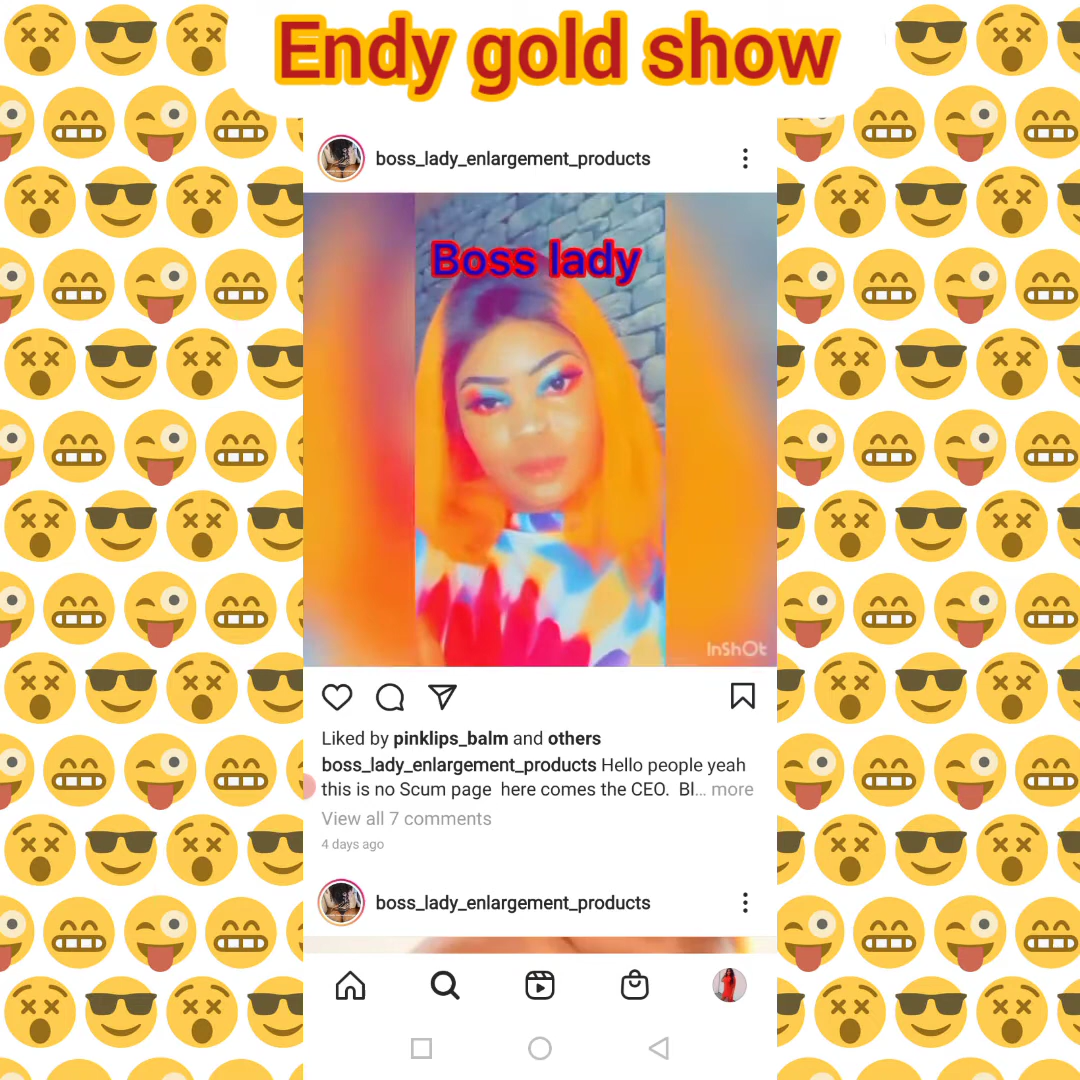 Endy gold show
boss_lady_enlargement_products
Boss lady
InShOt
Liked by pinklips_balm and others
boss_lady_enlargement_products Hello people yeah
this is no Scum page  here comes the CEO.  Bl... more
View all 7 comments
4 days ago
boss_lady_enlargement_products